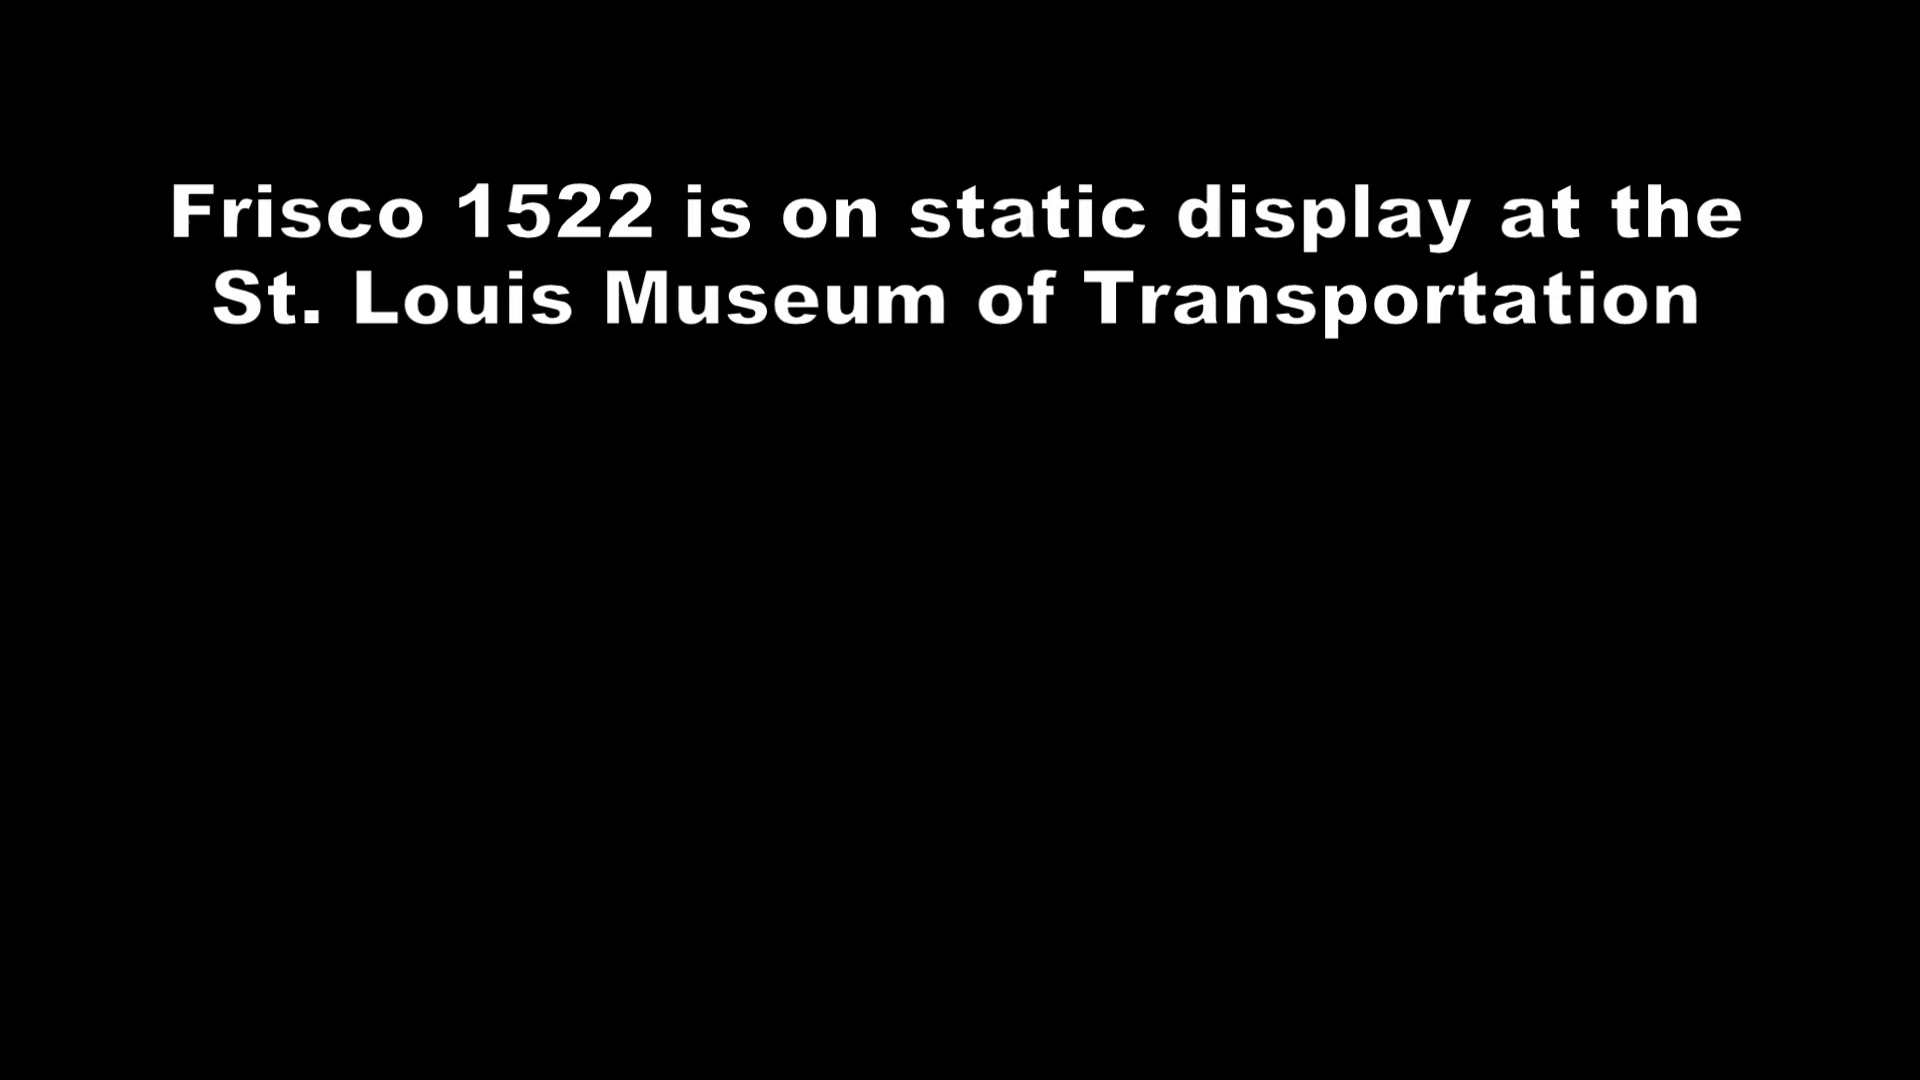 Frisco 1522 is on static display at the
St. Louis Museum of Transportation